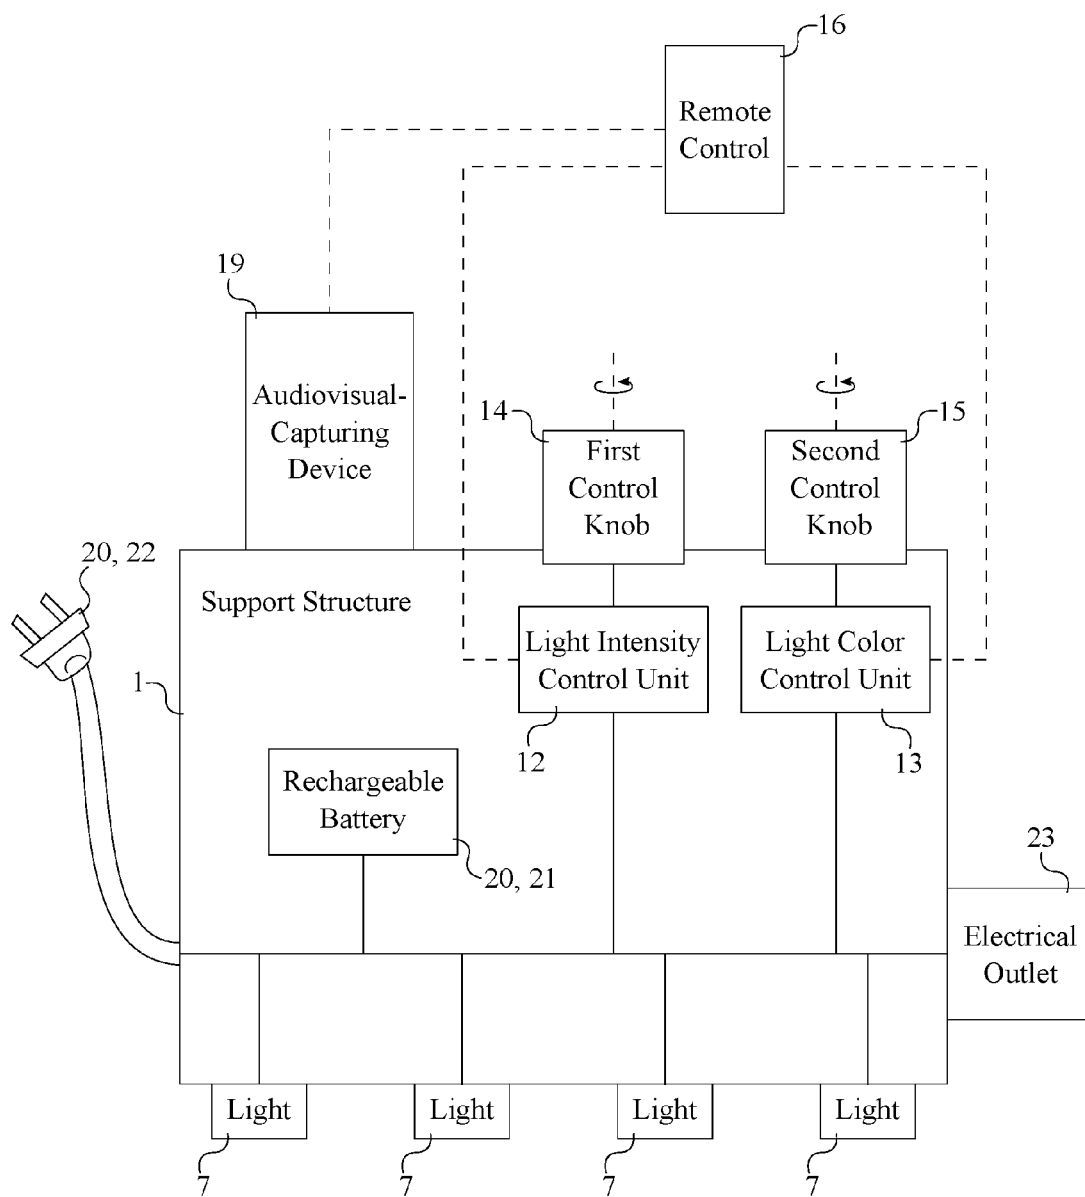 16
Remote
Control
19
Audiovisual-
Capturing
Device
14
First
Control
Knob
15
Second
Control
Knob
20, 22
Support Structure
Light Intensity
Control Unit
Light Color
Control Unit
1
12
13
Rechargeable
Battery
20, 21
23
Electrical
Outlet
Light
Light
Light
Light
7
7
7
7